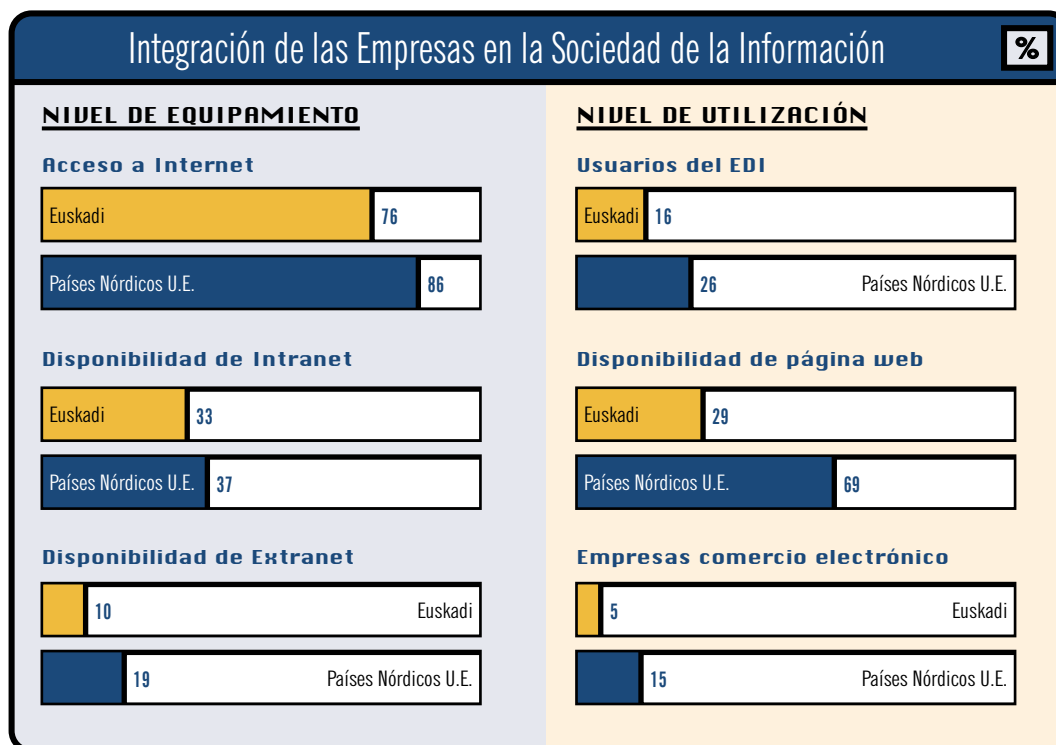 Integración de las Empresas en la Sociedad de la Información
%
NIVEL DE EQUIPAMIENTO
Acceso a Internet
Euskadi 76
Países Nórdicos U.E. 86
Disponibilidad de Intranet
Euskadi 33
Países Nórdicos U.E. 37
Disponibilidad de Extranet
10 Euskadi
19 Países Nórdicos U.E.
NIVEL DE UTILIZACIÓN
Usuarios del EDI
Euskadi 16
26 Países Nórdicos U.E.
Disponibilidad de página web
Euskadi 29
Países Nórdicos U.E. 69
Empresas comercio electrónico
5 Euskadi
15 Países Nórdicos U.E.